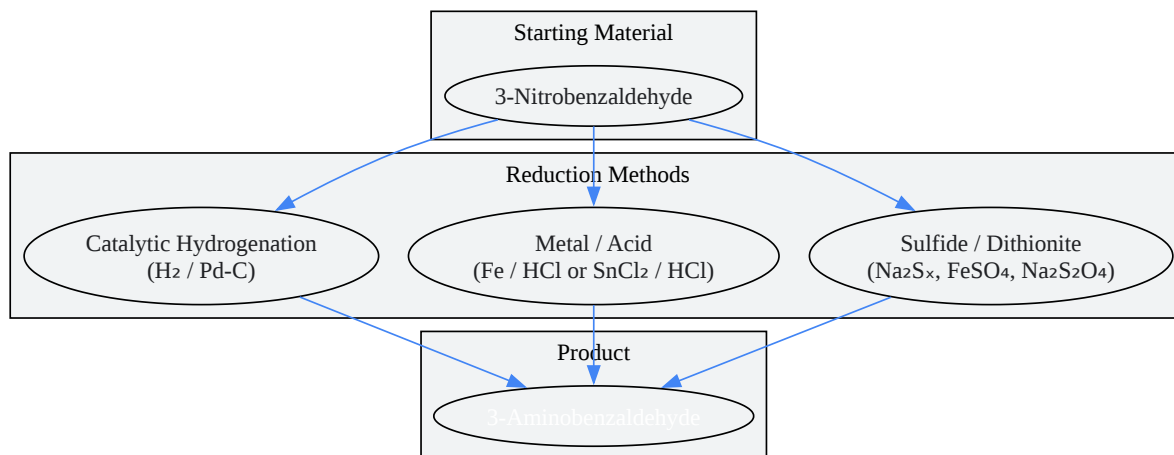 Starting Material
3-Nitrobenzaldehyde
Reduction Methods
Catalytic Hydrogenation
(H₂ / Pd-C)
Metal / Acid
(Fe / HCl or SnCl₂ / HCl)
Sulfide / Dithionite
(Na₂Sₓ, FeSO₄, Na₂S₂O₄)
Product
3-Aminobenzaldehyde